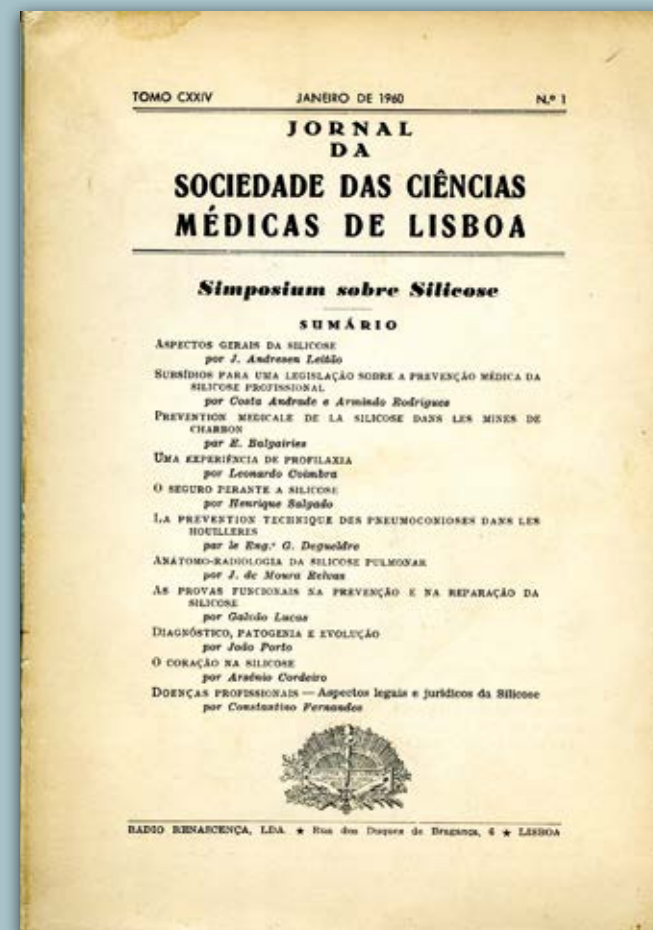 TOMO CXXIV JANEIRO DE 1960 N.º 1
JORNAL
DA
SOCIEDADE DAS CIÊNCIAS
MÉDICAS DE LISBOA
Simposium sobre Silicose
SUMÁRIO
ASPECTOS GERAIS DA SILICOSE
por J. Andresen Leitão
SUBSÍDIOS PARA UMA LEGISLAÇÃO SOBRE A PREVENÇÃO MÉDICA DA
SILICOSE PROFISSIONAL
por Costa Andrade e Armindo Rodrigues
PREVENTION MEDICALE DE LA SILICOSE DANS LES MINES DE
CHARBON
par E. Balgairies
UMA EXPERIÊNCIA DE PROFILAXIA
por Leonardo Coimbra
O SEGURO PERANTE A SILICOSE
por Henrique Salgado
LA PREVENTION TECHNIQUE DES PNEUMOCONIOSES DANS LES
HOUILLERES
par le Eng.º G. Degueldre
ANÁTOMO-RADIOLOGIA DA SILICOSE PULMONAR
por J. de Moura Relvas
AS PROVAS FUNCIONAIS NA PREVENÇÃO E NA REPARAÇÃO DA
SILICOSE
por Galvão Lucas
DIAGNÓSTICO, PATOGENIA E EVOLUÇÃO
por João Porto
O CORAÇÃO NA SILICOSE
por Arsénio Cordeiro
DOENÇAS PROFISSIONAIS — Aspectos legais e jurídicos da Silicose
por Constantino Fernandes
RADIO RENASCENÇA, LDA. ★ Rua dos Duques de Bragança, 6 ★ LISBOA